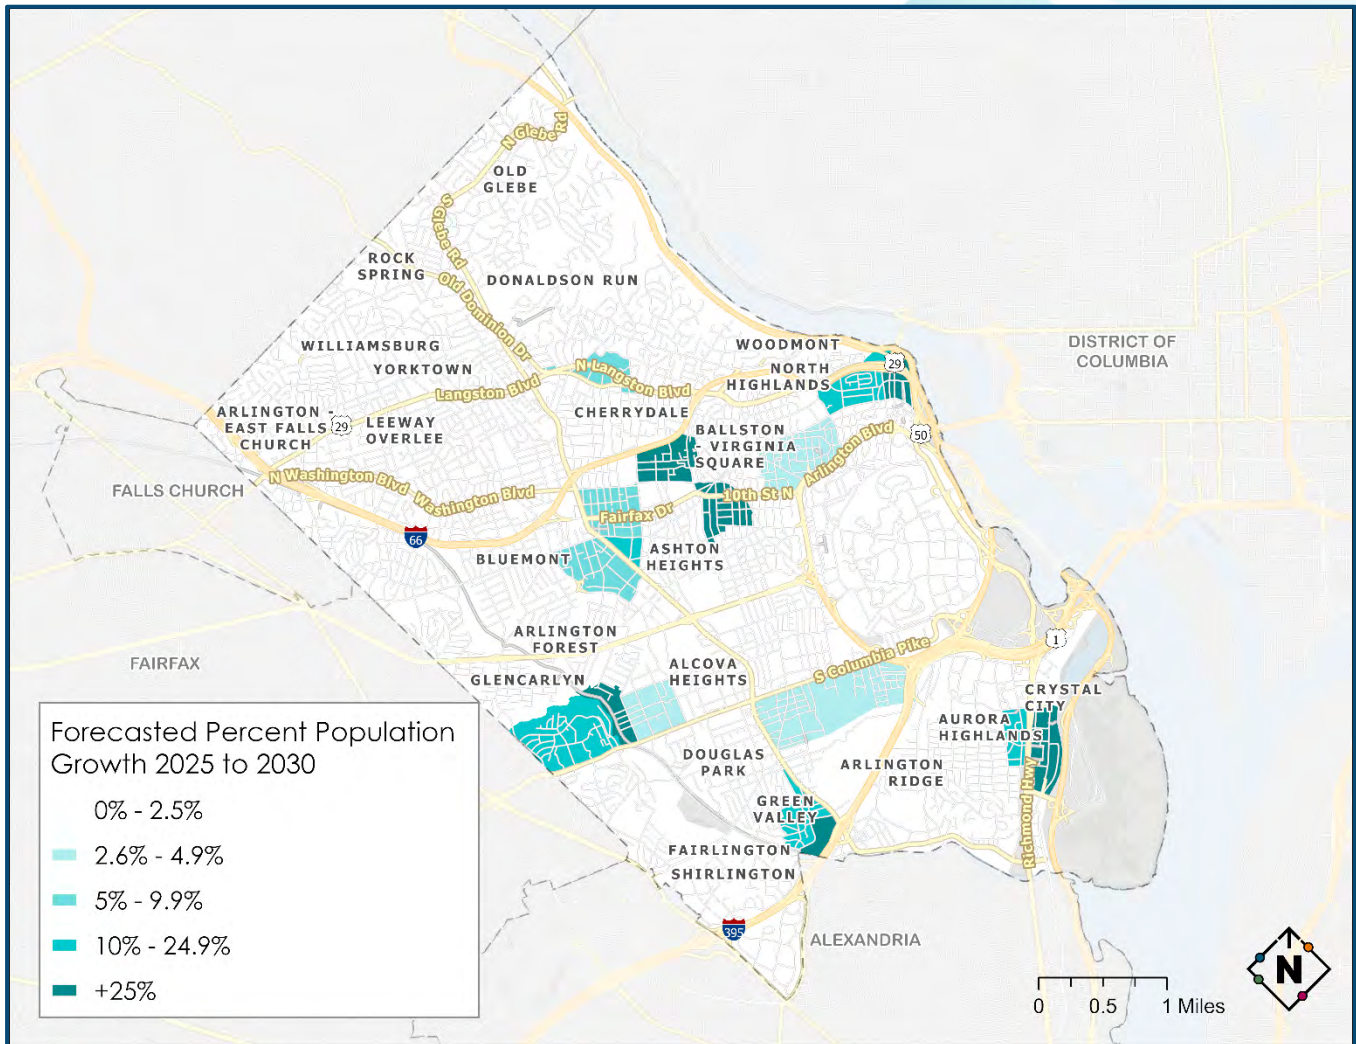 N Glebe Rd
OLD
GLEBE
S Glebe Rd
ROCK
SPRING
Old Dominion Dr
DONALDSON RUN
WILLIAMSBURG
YORKTOWN
WOODMONT
NORTH
HIGHLANDS
29
DISTRICT OF
COLUMBIA
N Langston Blvd
Langston Blvd
CHERRYDALE
ARLINGTON -
EAST FALLS
CHURCH
29
LEEWAY
OVERLEE
BALLSTON
- VIRGINIA
SQUARE
Arlington Blvd
50
N Washington Blvd
Washington Blvd
FALLS CHURCH
10th St N
Fairfax Dr
66
BLUEMONT
ASHTON
HEIGHTS
ARLINGTON
FOREST
S Columbia Pike
1
FAIRFAX
GLENCARLYN
ALCOVA
HEIGHTS
CRYSTAL
CITY
AURORA
HIGHLANDS
DOUGLAS
PARK
ARLINGTON
RIDGE
Richmond Hwy
GREEN
VALLEY
FAIRLINGTON
SHIRLINGTON
395
ALEXANDRIA
Forecasted Percent Population
Growth 2025 to 2030
0% - 2.5%
2.6% - 4.9%
5% - 9.9%
10% - 24.9%
+25%
N
0 0.5 1 Miles